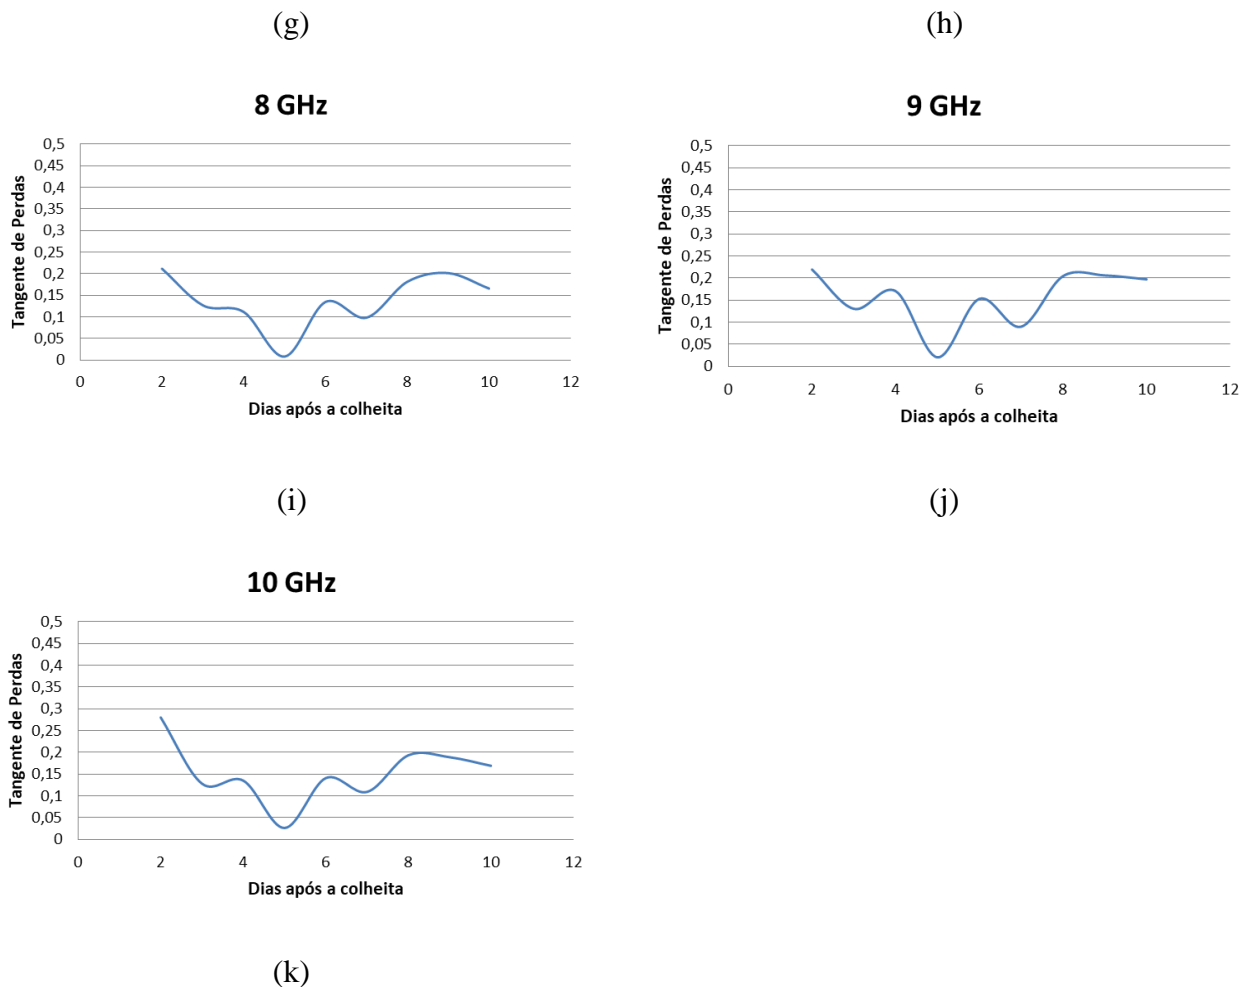 (g)
(h)
8 GHz
Tangente de Perdas
0,5
0,45
0,4
0,35
0,3
0,25
0,2
0,15
0,1
0,05
0
0 2 4 6 8 10 12
Dias após a colheita
9 GHz
Tangente de Perdas
0,5
0,45
0,4
0,35
0,3
0,25
0,2
0,15
0,1
0,05
0
0 2 4 6 8 10 12
Dias após a colheita
(i)
(j)
10 GHz
Tangente de Perdas
0,5
0,45
0,4
0,35
0,3
0,25
0,2
0,15
0,1
0,05
0
0 2 4 6 8 10 12
Dias após a colheita
(k)